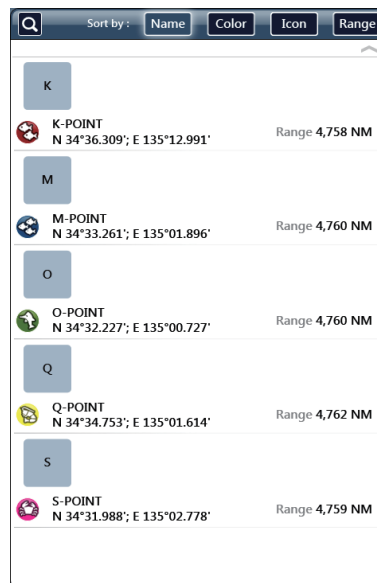 Sort by : Name Color Icon Range
K
K-POINT
N 34°36.309'; E 135°12.991' Range 4,758 NM
M
M-POINT
N 34°33.261'; E 135°01.896' Range 4,760 NM
O
O-POINT
N 34°32.227'; E 135°00.727' Range 4,760 NM
Q
Q-POINT
N 34°34.753'; E 135°01.614' Range 4,762 NM
S
S-POINT
N 34°31.988'; E 135°02.778' Range 4,759 NM